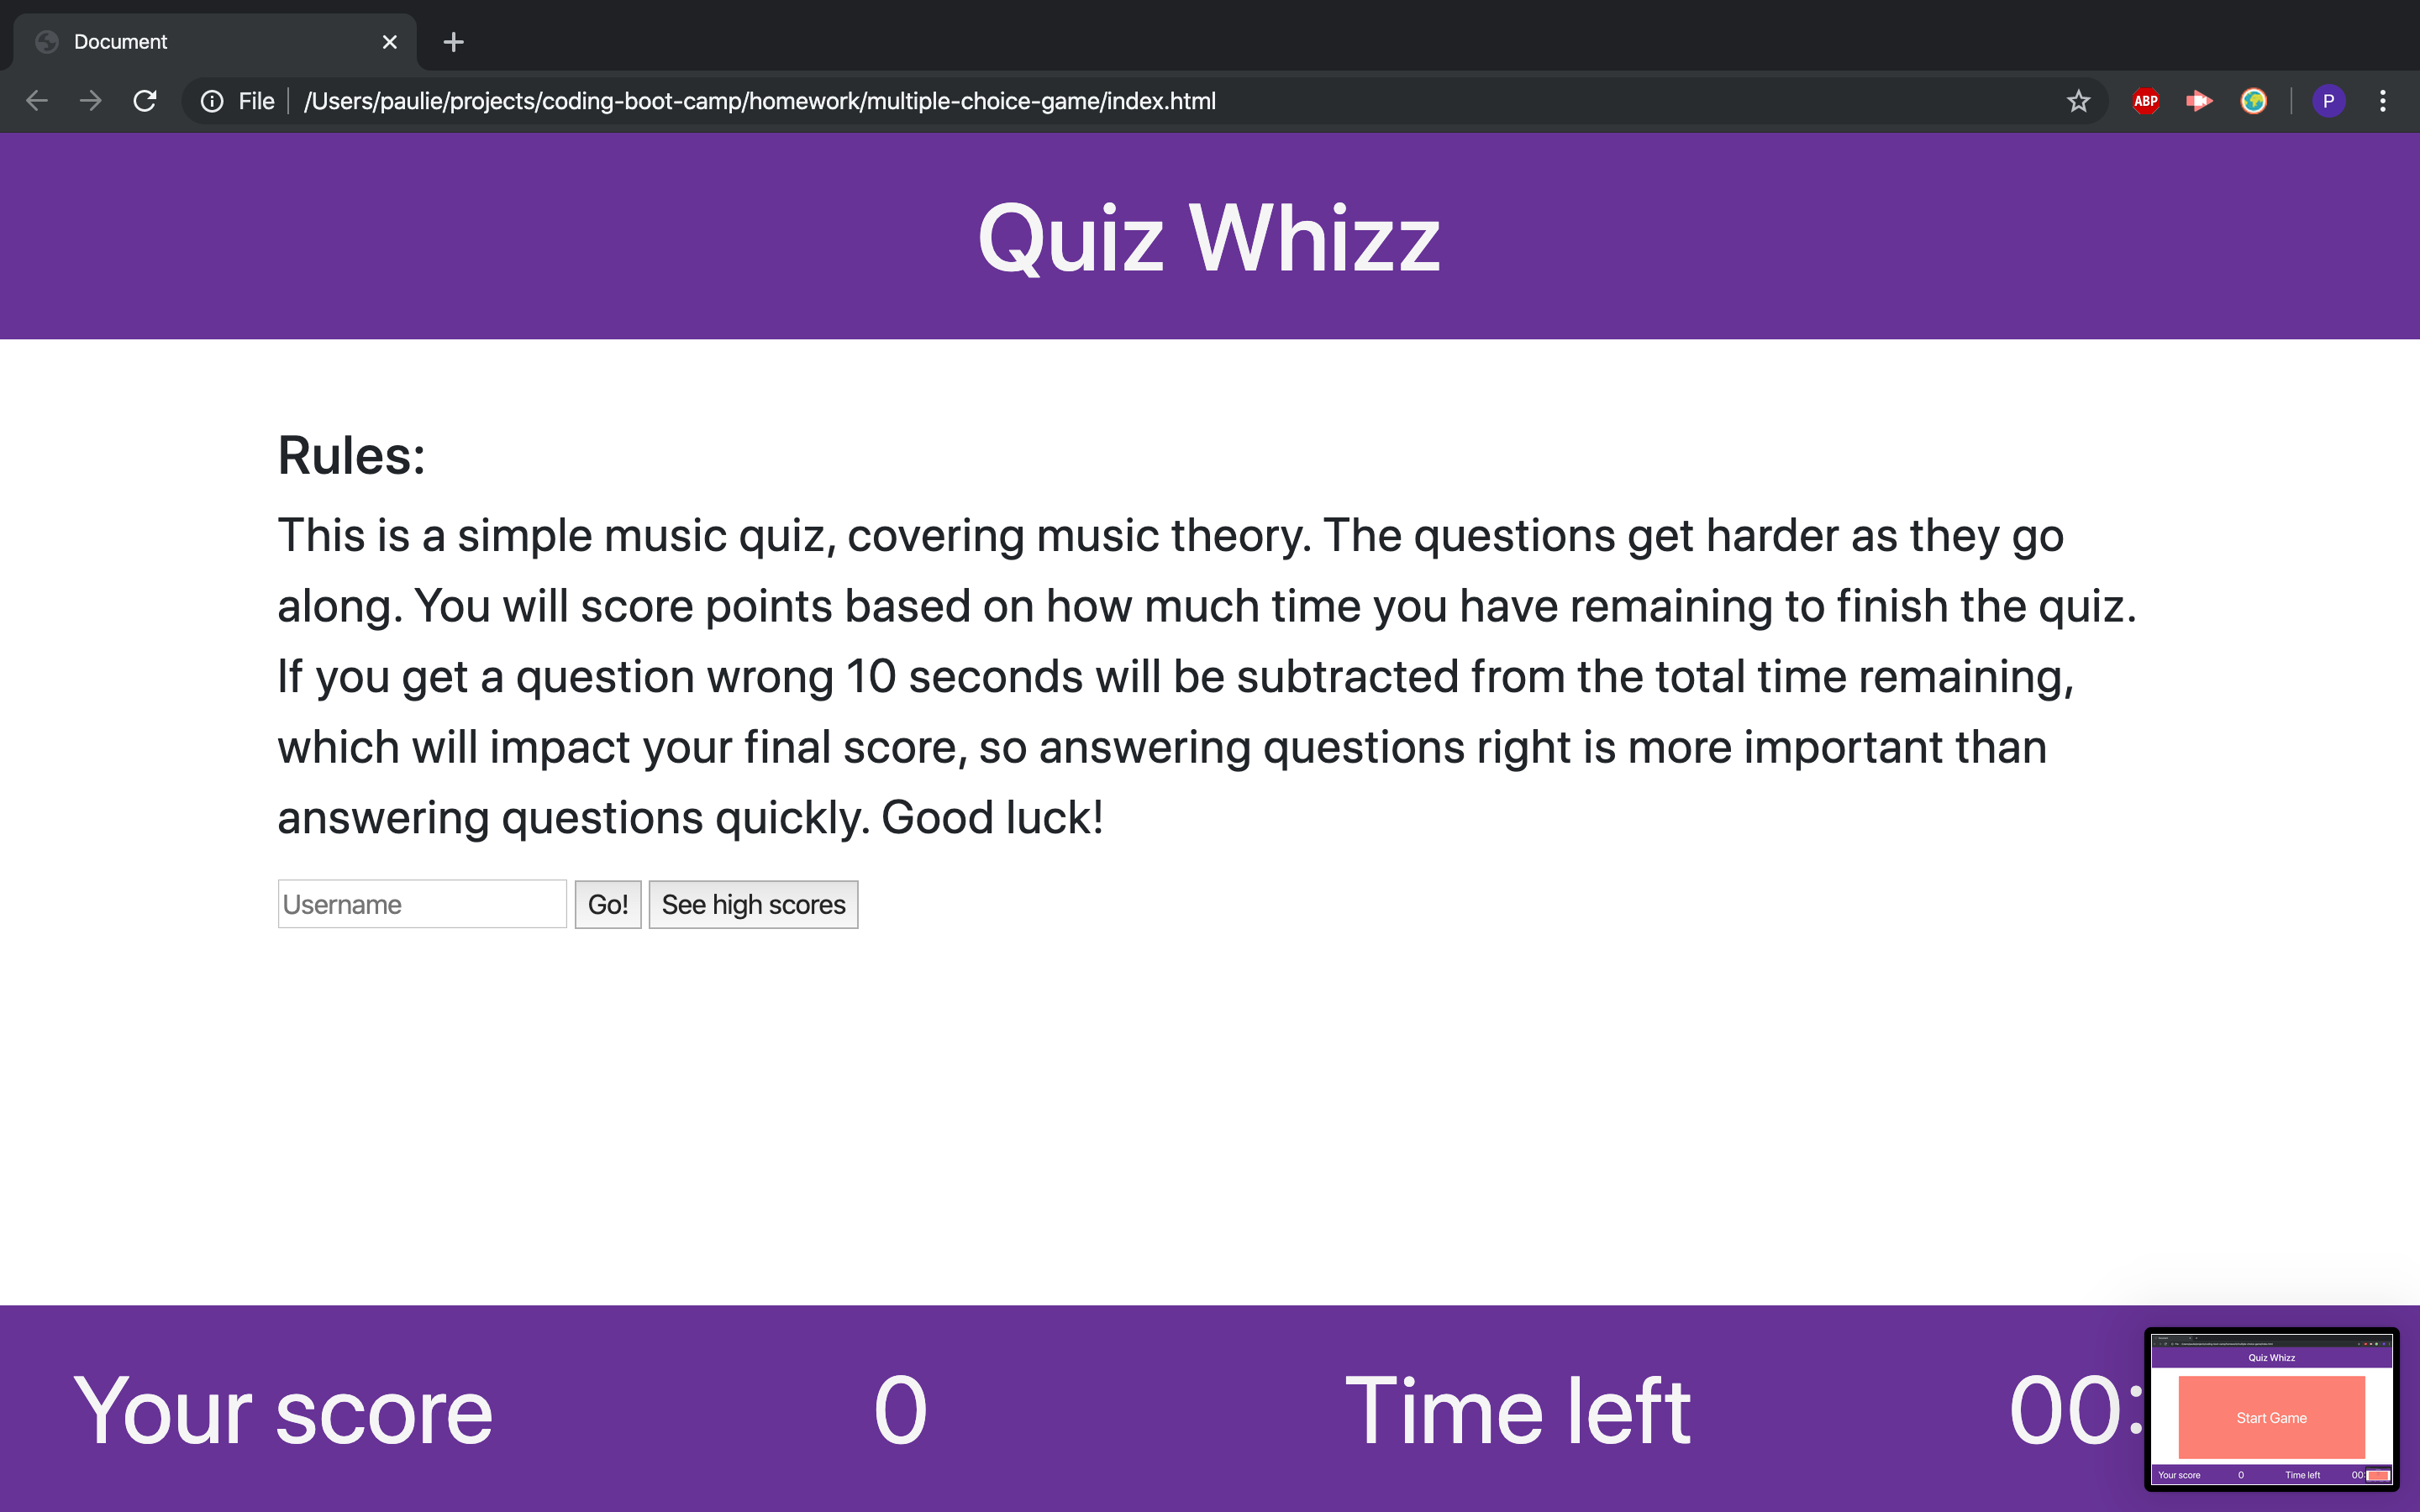 Document
File /Users/paulie/projects/coding-boot-camp/homework/multiple-choice-game/index.html
ABP
P
Quiz Whizz
Rules:
This is a simple music quiz, covering music theory. The questions get harder as they go
along. You will score points based on how much time you have remaining to finish the quiz.
If you get a question wrong 10 seconds will be subtracted from the total time remaining,
which will impact your final score, so answering questions right is more important than
answering questions quickly. Good luck!
Username Go! See high scores
Your score 0 Time left 00:
Quiz Whizz
Start Game
Your score 0 Time left 00: